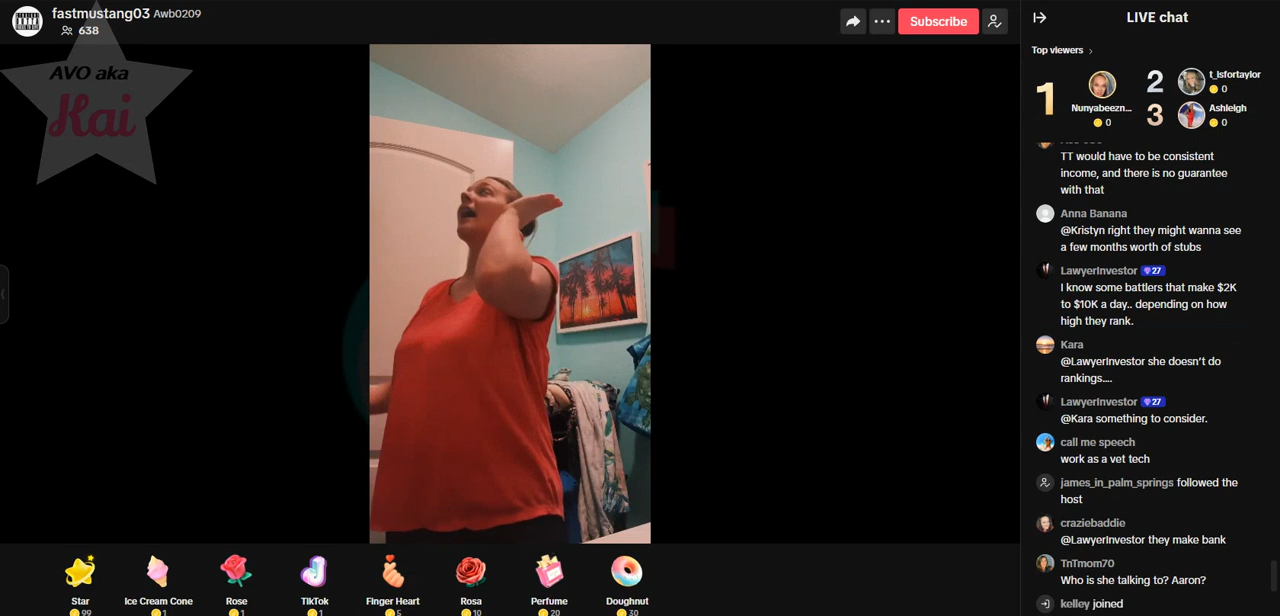 fastmustang03 Awb0209
638
AVO aka
Kai
Subscribe
LIVE chat
Top viewers
1
Nunyabeezn...
0
2
t_lsfortaylor
0
3
Ashleigh
0
TT would have to be consistent
income, and there is no guarantee
with that
Anna Banana
@Kristyn right they might wanna see
a few months worth of stubs
LawyerInvestor 27
I know some battlers that make $2K
to $10K a day.. depending on how
high they rank.
Kara
@LawyerInvestor she doesn't do
rankings....
LawyerInvestor 27
@Kara something to consider.
call me speech
work as a vet tech
james_in_palm_springs followed the
host
craziebaddie
@LawyerInvestor they make bank
TnTmom70
Who is she talking to? Aaron?
kelley joined
Star
99
Ice Cream Cone
1
Rose
1
TikTok
1
Finger Heart
5
Rosa
10
Perfume
20
Doughnut
30